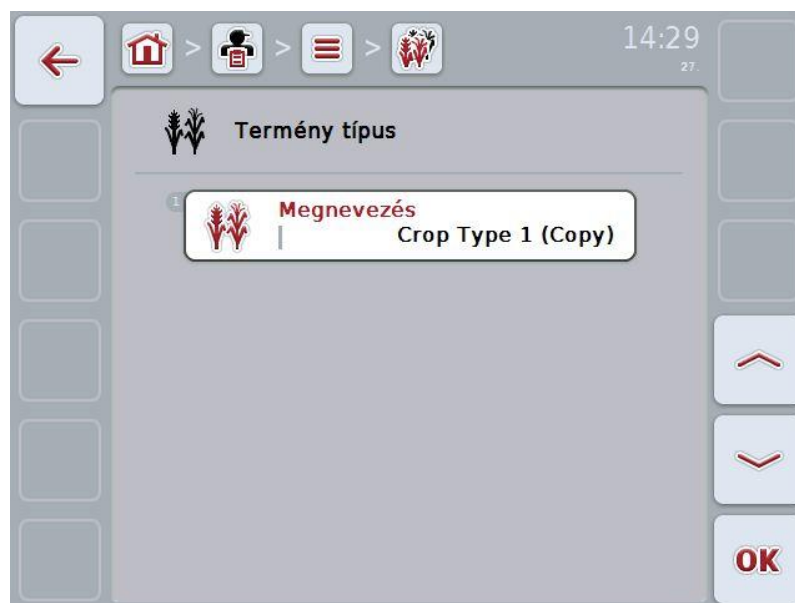 > > >
14:29
27.
Termény típus
1
Megnevezés
Crop Type 1 (Copy)
OK